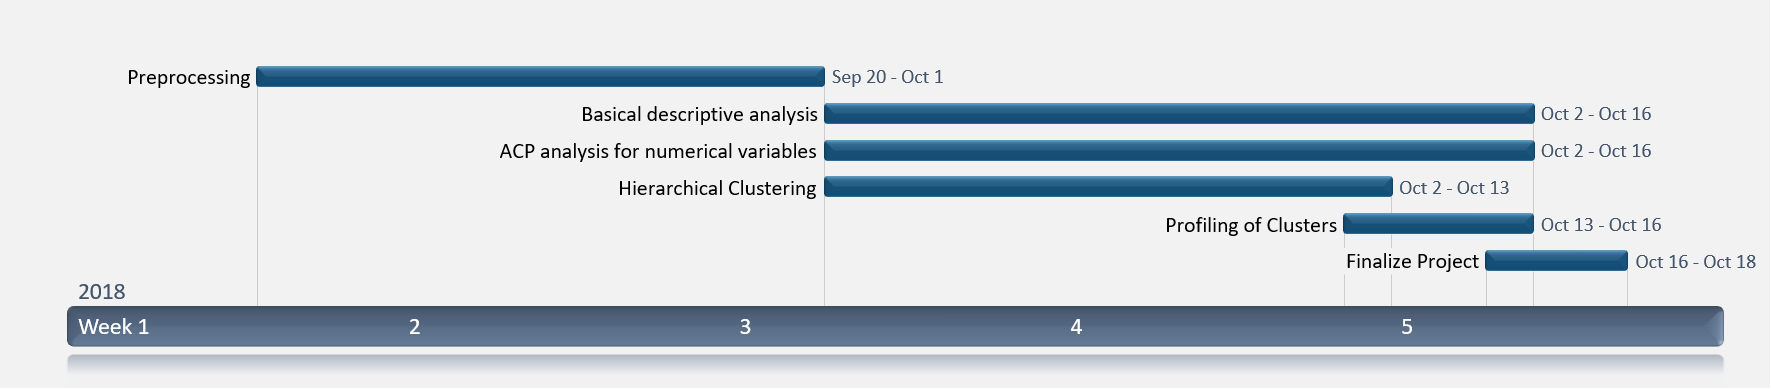 Preprocessing Sep 20 - Oct 1
Basical descriptive analysis Oct 2 - Oct 16
ACP analysis for numerical variables Oct 2 - Oct 16
Hierarchical Clustering Oct 2 - Oct 13
Profiling of Clusters Oct 13 - Oct 16
Finalize Project Oct 16 - Oct 18
2018
Week 1 2 3 4 5